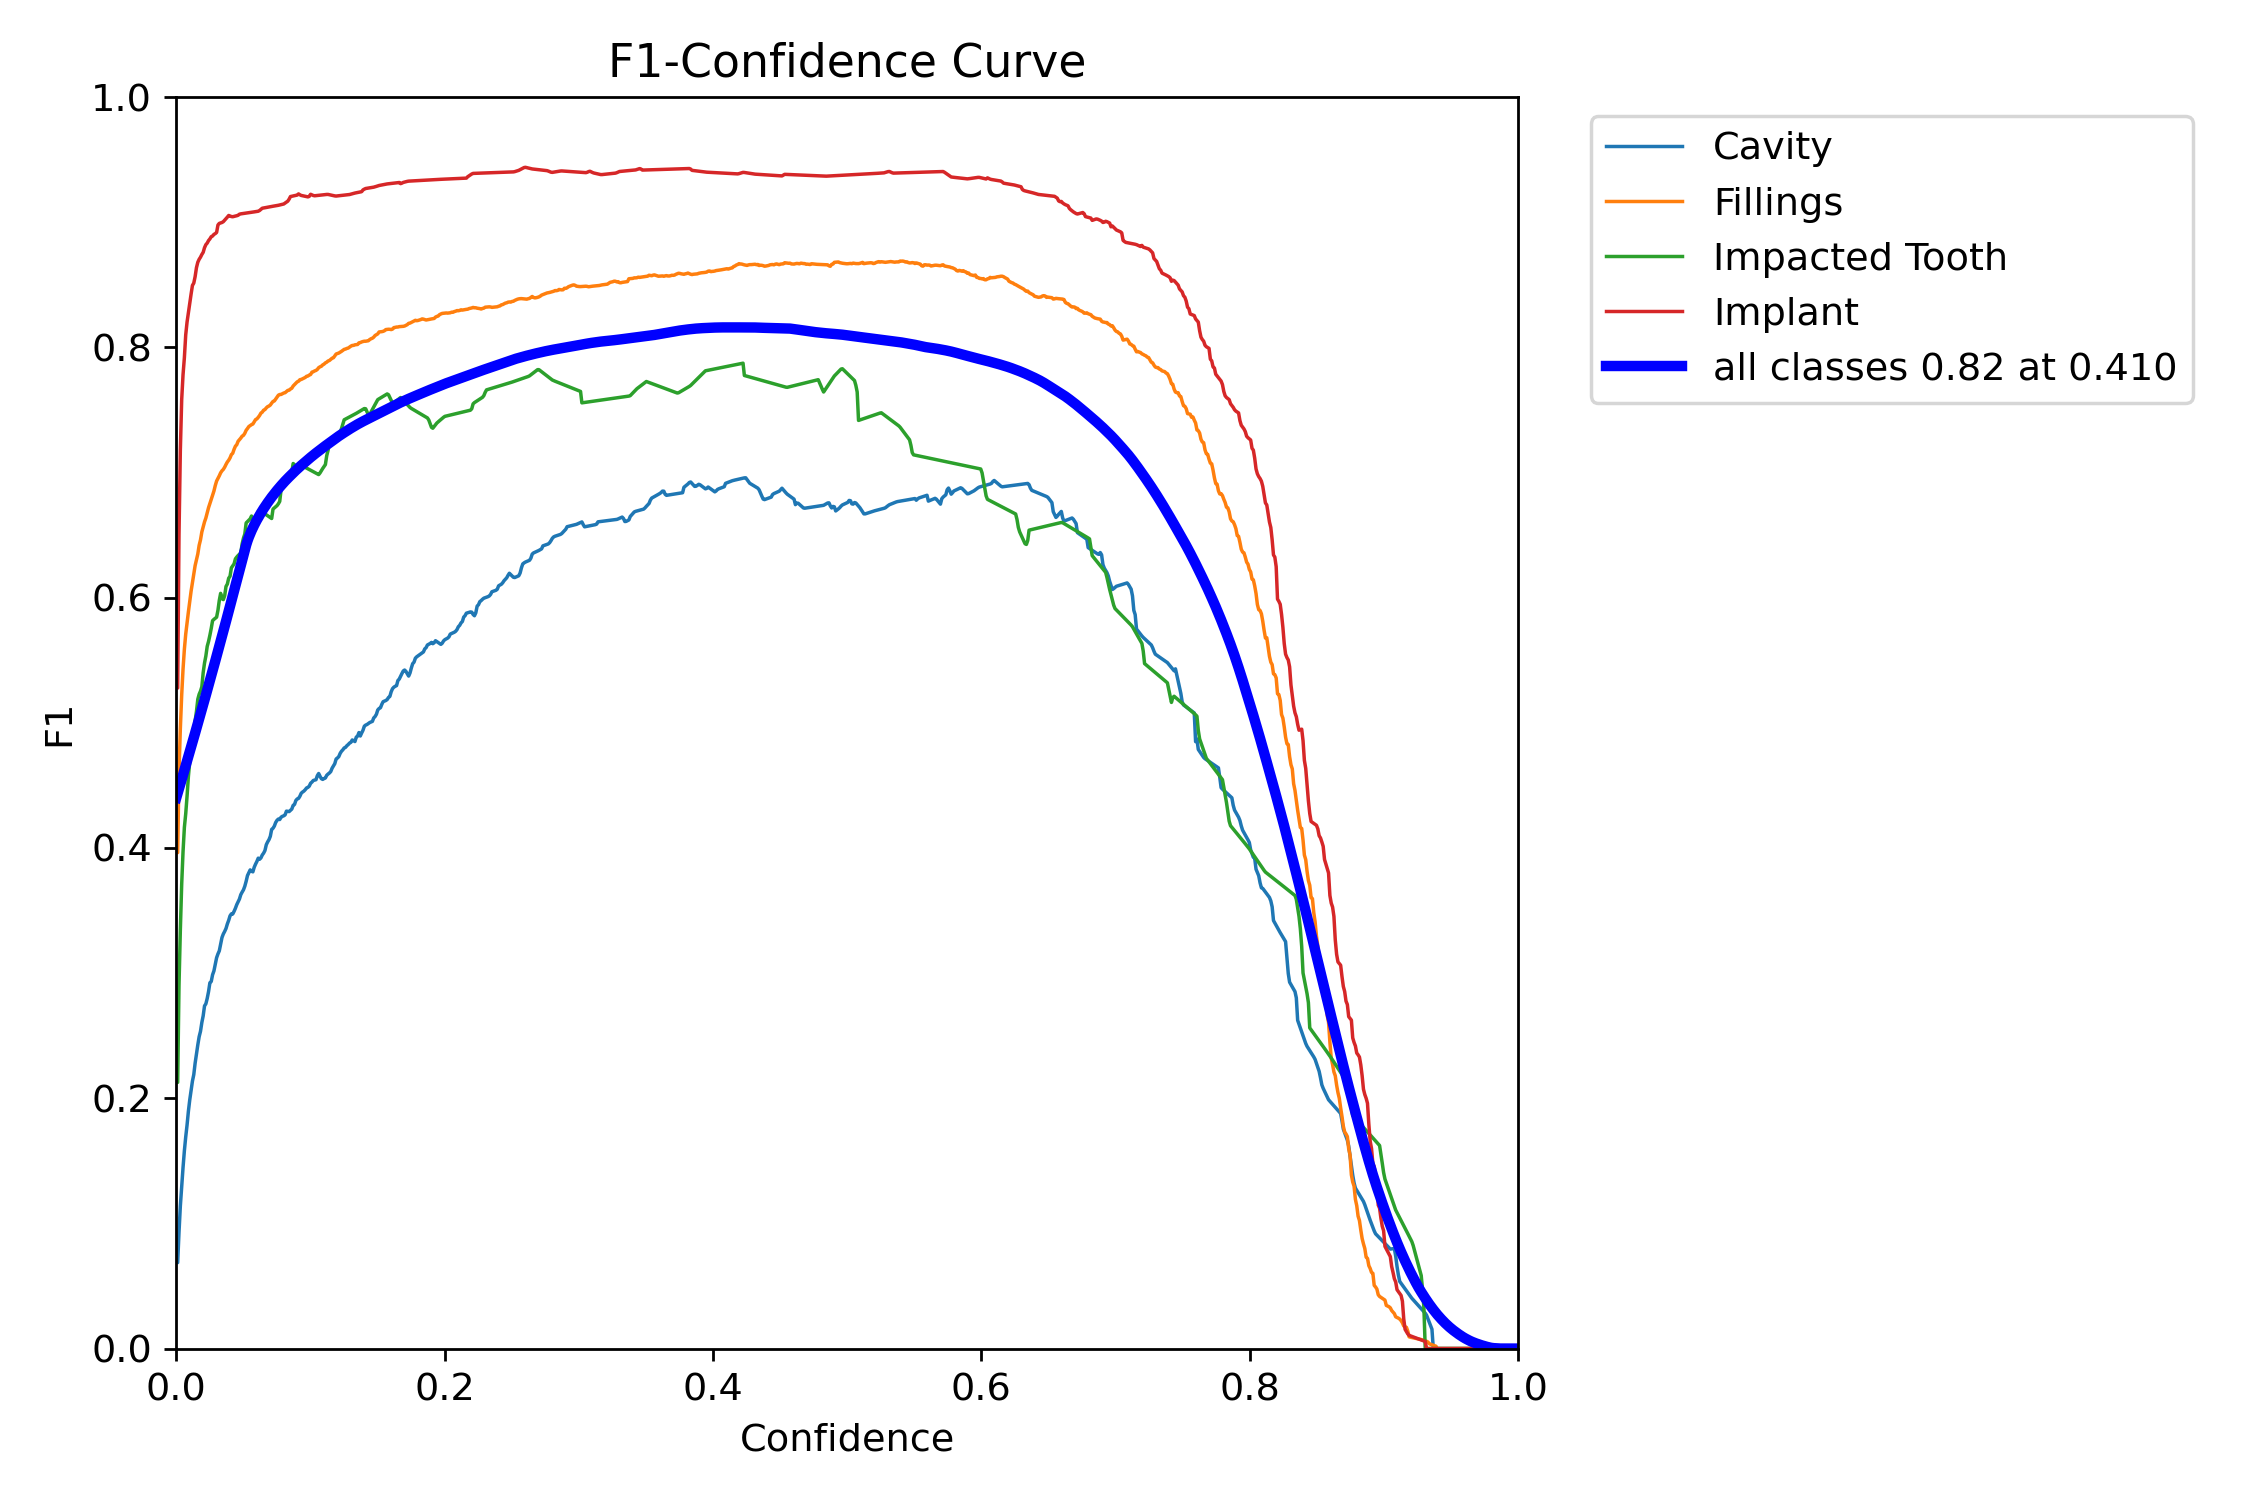 F1-Confidence Curve
1.0
0.8
0.6
0.4
0.2
0.0
F1
0.0 0.2 0.4 0.6 0.8 1.0
Confidence
Cavity
Fillings
Impacted Tooth
Implant
all classes 0.82 at 0.410